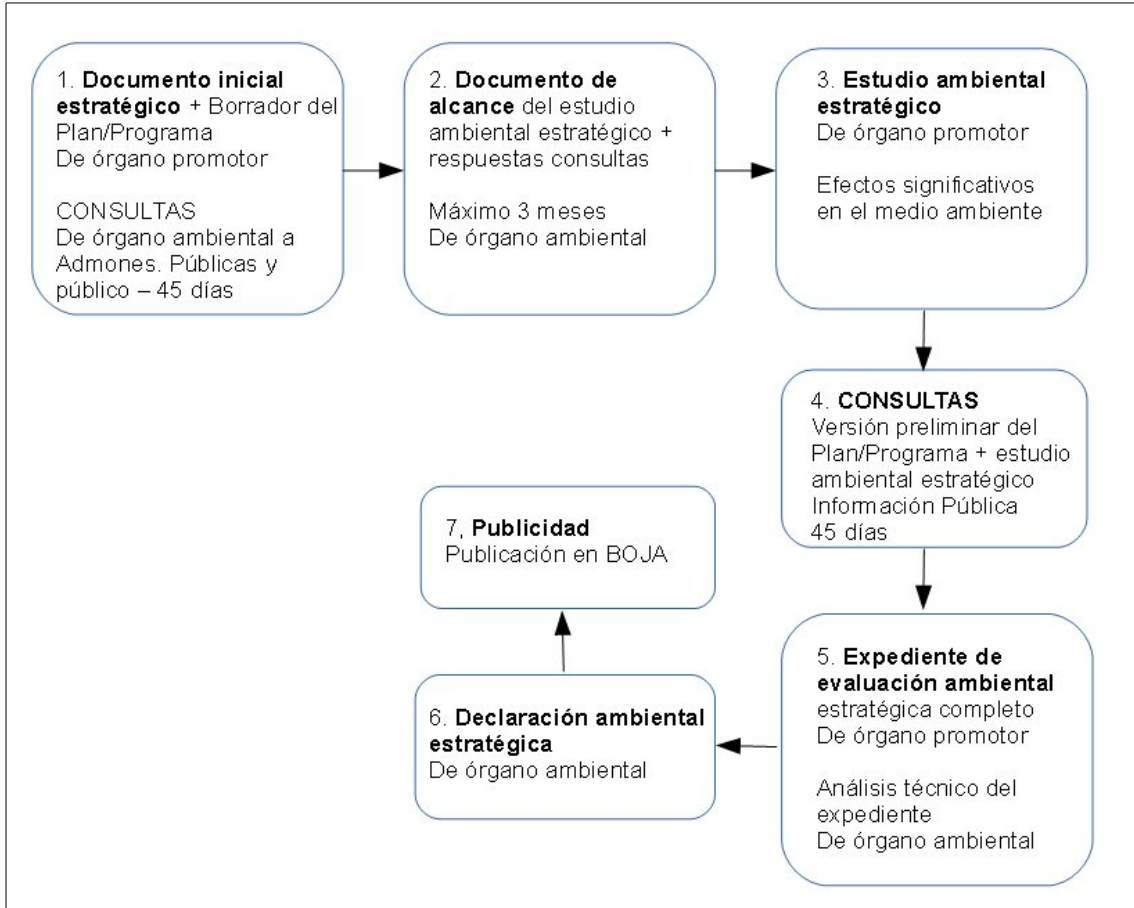 1. Documento inicial
estratégico + Borrador del
Plan/Programa
De órgano promotor
CONSULTAS
De órgano ambiental a
Admones. Públicas y
público – 45 días
2. Documento de
alcance del estudio
ambiental estratégico +
respuestas consultas
Máximo 3 meses
De órgano ambiental
3. Estudio ambiental
estratégico
De órgano promotor
Efectos significativos
en el medio ambiente
4. CONSULTAS
Versión preliminar del
Plan/Programa + estudio
ambiental estratégico
Información Pública
45 días
5. Expediente de
evaluación ambiental
estratégica completo
De órgano promotor
Análisis técnico del
expediente
De órgano ambiental
6. Declaración ambiental
estratégica
De órgano ambiental
7, Publicidad
Publicación en BOJA